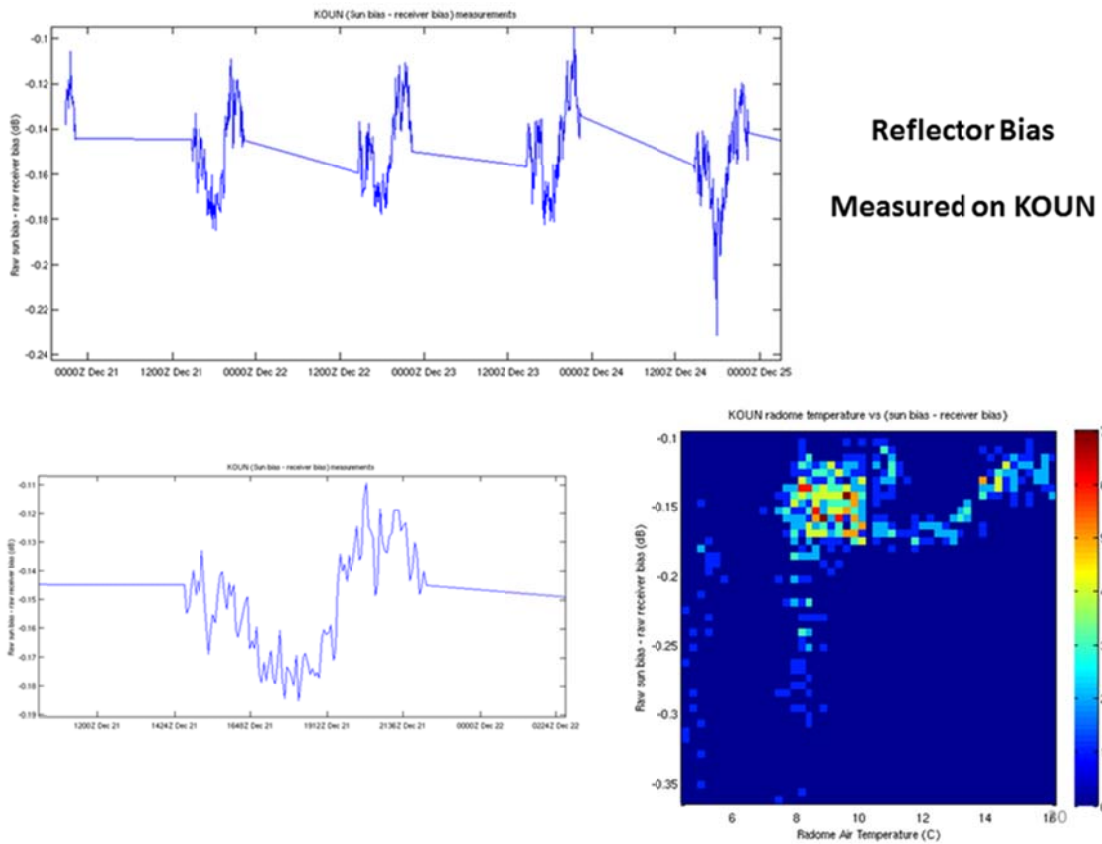 KOUN (Sun bias - receiver bias) measurements
Raw sun bias - raw receiver bias (dB)
-0.1
-0.12
-0.14
-0.16
-0.18
-0.2
-0.22
-0.24
0000Z Dec 21 1200Z Dec 21 0000Z Dec 22 1200Z Dec 22 0000Z Dec 23 1200Z Dec 23 0000Z Dec 24 1200Z Dec 24 0000Z Dec 25
Reflector Bias
Measured on KOUN
KOUN (Sun bias - receiver bias) measurements
Raw sun bias - raw receiver bias (dB)
-0.11
-0.12
-0.13
-0.14
-0.15
-0.16
-0.17
-0.18
-0.19
1200Z Dec 21 1424Z Dec 21 1648Z Dec 21 1912Z Dec 21 2136Z Dec 21 0000Z Dec 22 0224Z Dec 22
KOUN radome temperature vs (sun bias - receiver bias)
Raw sun bias - raw receiver bias (dB)
-0.1
-0.15
-0.2
-0.25
-0.3
-0.35
6 8 10 12 14 16
Radome Air Temperature (C)